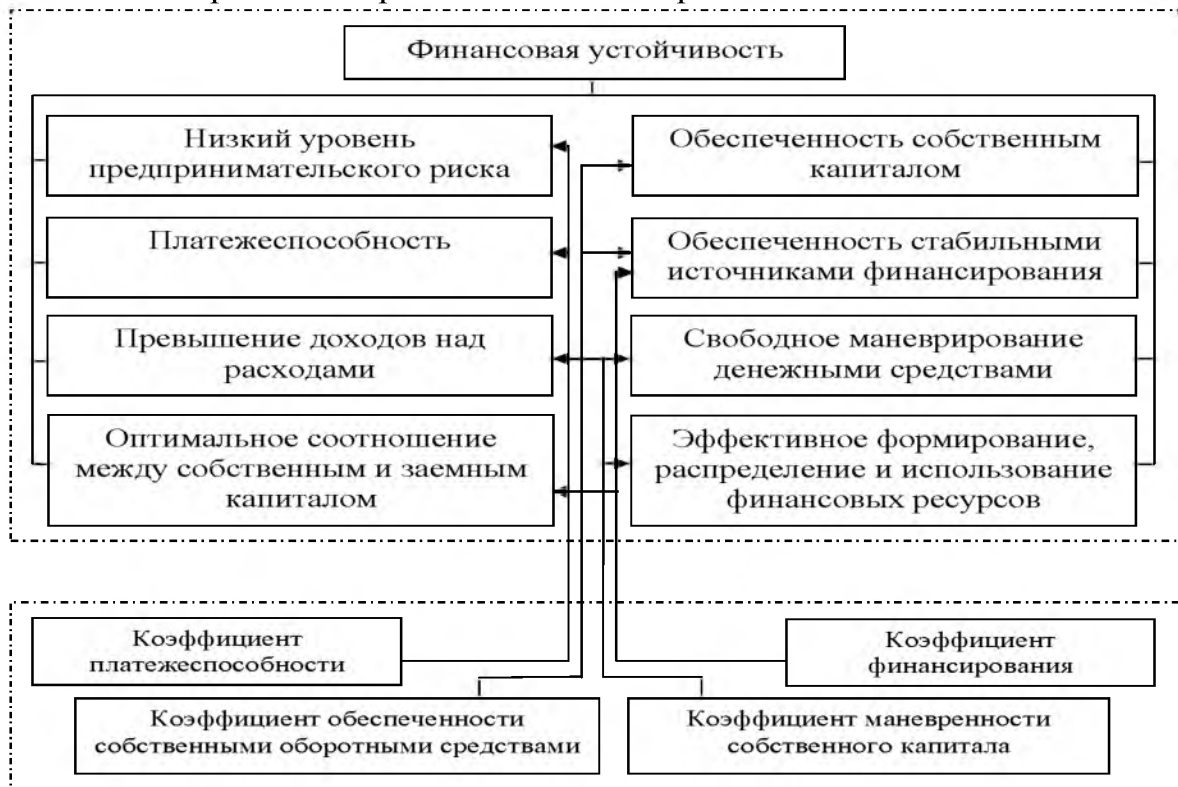 Финансовая устойчивость
Низкий уровень
предпринимательского риска
Обеспеченность собственным
капиталом
Платежеспособность
Обеспеченность стабильными
источниками финансирования
Превышение доходов над
расходами
Свободное маневрирование
денежными средствами
Оптимальное соотношение
между собственным и заемным
капиталом
Эффективное формирование,
распределение и использование
финансовых ресурсов
Коэффициент
платежеспособности
Коэффициент
финансирования
Коэффициент обеспеченности
собственными оборотными средствами
Коэффициент маневренности
собственного капитала